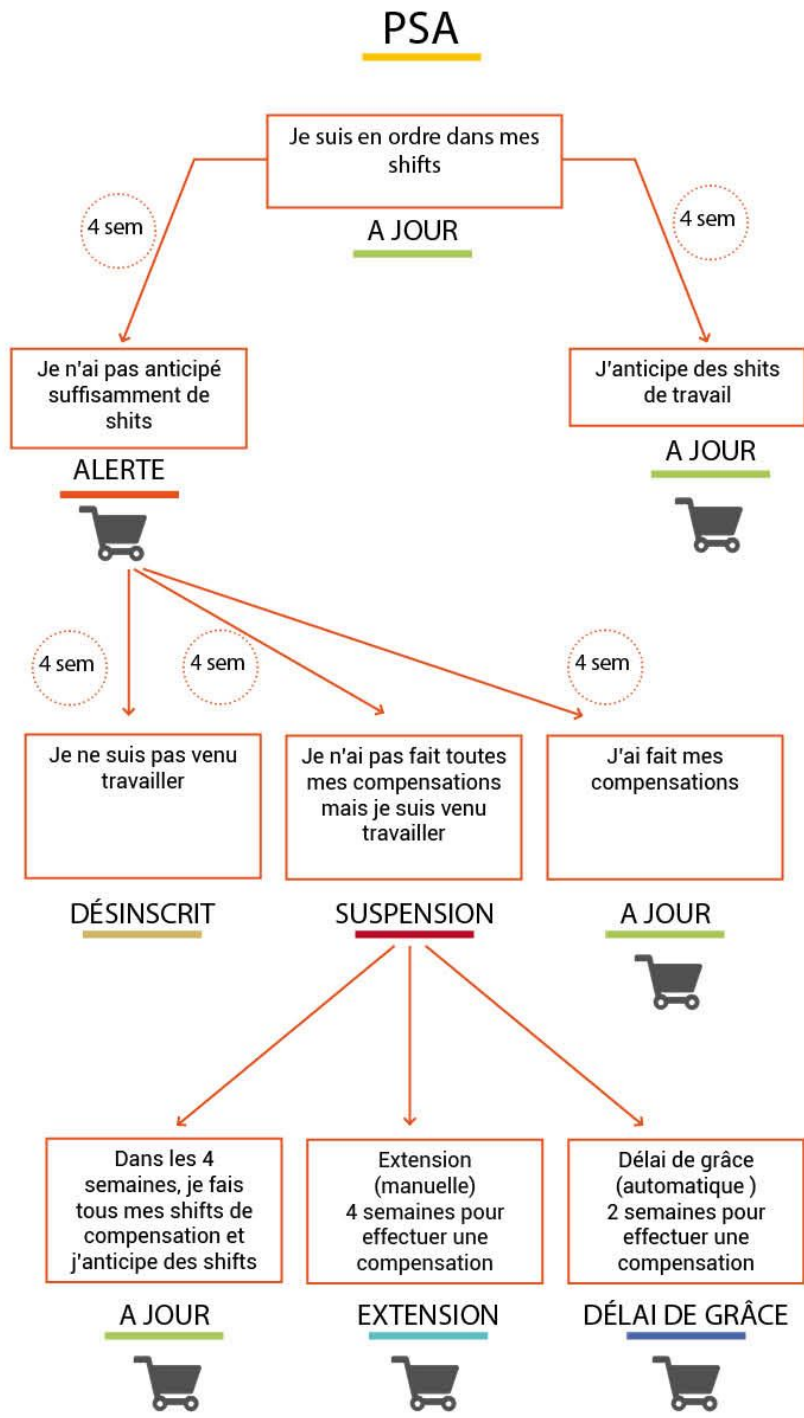 PSA
Je suis en ordre dans mes
shifts
A JOUR
4 sem
4 sem
Je n'ai pas anticipé
suffisamment de
shits
ALERTE
J'anticipe des shits
de travail
A JOUR
4 sem
4 sem
4 sem
Je ne suis pas venu
travailler
DÉSINSCRIT
Je n'ai pas fait toutes
mes compensations
mais je suis venu
travailler
SUSPENSION
J'ai fait mes
compensations
A JOUR
Dans les 4
semaines, je fais
tous mes shifts de
compensation et
j'anticipe des shifts
A JOUR
Extension
(manuelle)
4 semaines pour
effectuer une
compensation
EXTENSION
Délai de grâce
(automatique )
2 semaines pour
effectuer une
compensation
DÉLAI DE GRÂCE